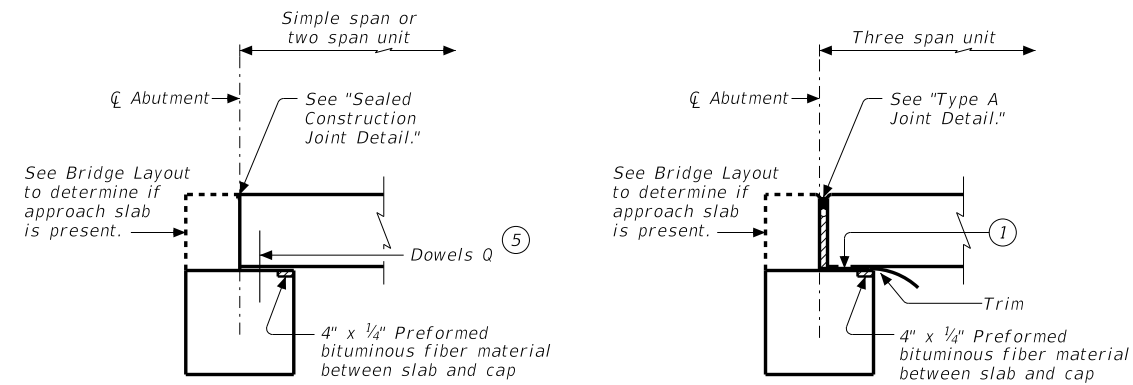 Simple span or
two span unit
℄ Abutment
See "Sealed
Construction
Joint Detail."
See Bridge Layout
to determine if
approach slab
is present.
Dowels Q
5
4" x ¼" Preformed
bituminous fiber material
between slab and cap
Three span unit
℄ Abutment
See "Type A
Joint Detail."
See Bridge Layout
to determine if
approach slab
is present.
1
Trim
4" x ¼" Preformed
bituminous fiber material
between slab and cap